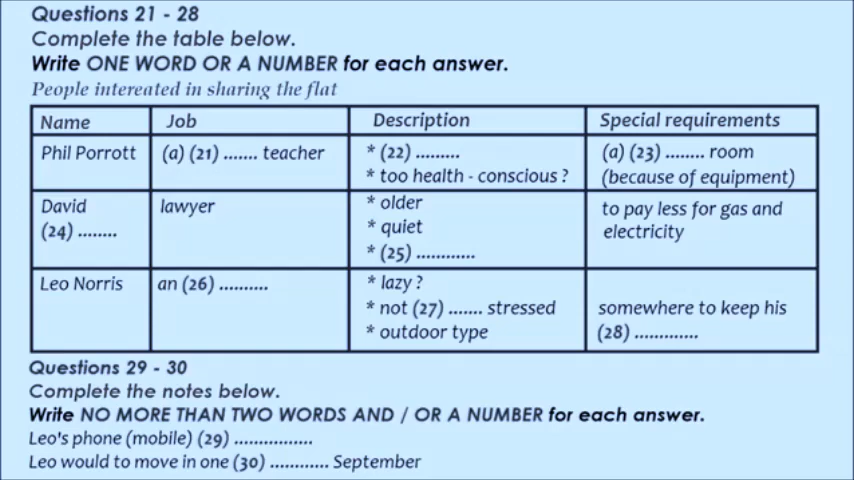 Questions 21 - 28
Complete the table below.
Write ONE WORD OR A NUMBER for each answer.
People intereated in sharing the flat
Name Job Description Special requirements
Phil Porrott (a) (21) ....... teacher * (22) ......... (a) (23) ........ room
* too health - conscious ? (because of equipment)
David lawyer * older to pay less for gas and
(24) ........ * quiet electricity
* (25) ............
Leo Norris an (26) .......... * lazy ?
* not (27) ....... stressed somewhere to keep his
* outdoor type (28) .............
Questions 29 - 30
Complete the notes below.
Write NO MORE THAN TWO WORDS AND / OR A NUMBER for each answer.
Leo's phone (mobile) (29) ................
Leo would to move in one (30) ............ September